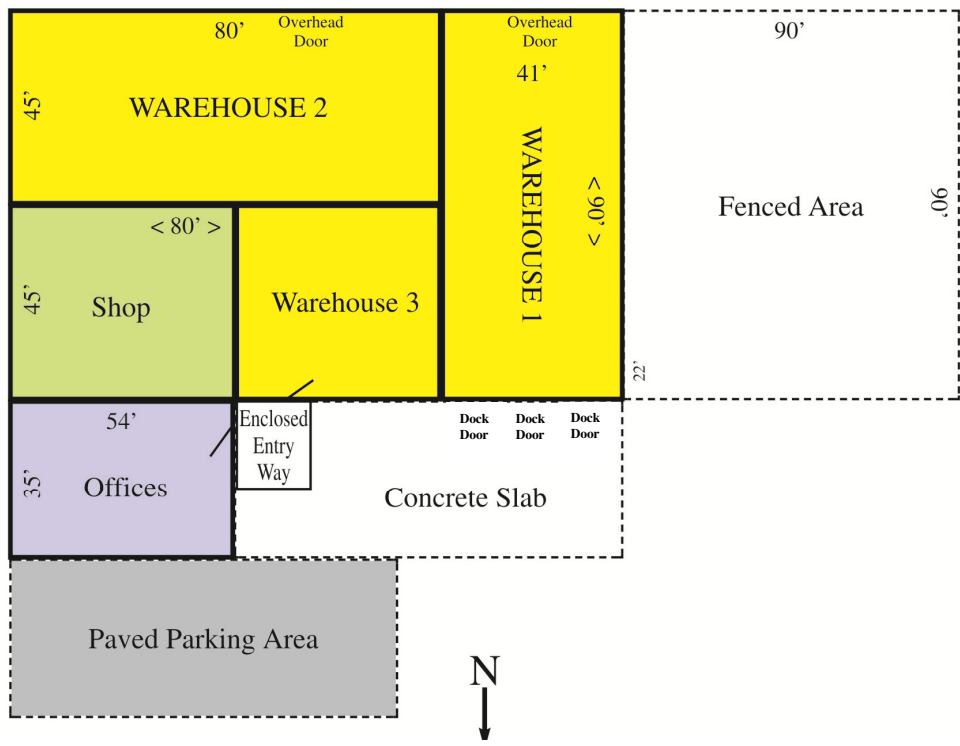 80’
Overhead
Door
Overhead
Door
90’
41’
45’
WAREHOUSE 2
WAREHOUSE 1
< 90’ >
Fenced Area
90’
< 80’ >
45’
Shop
Warehouse 3
22’
54’
Enclosed
Entry
Way
Dock
Door
Dock
Door
Dock
Door
35’
Offices
Concrete Slab
Paved Parking Area
N